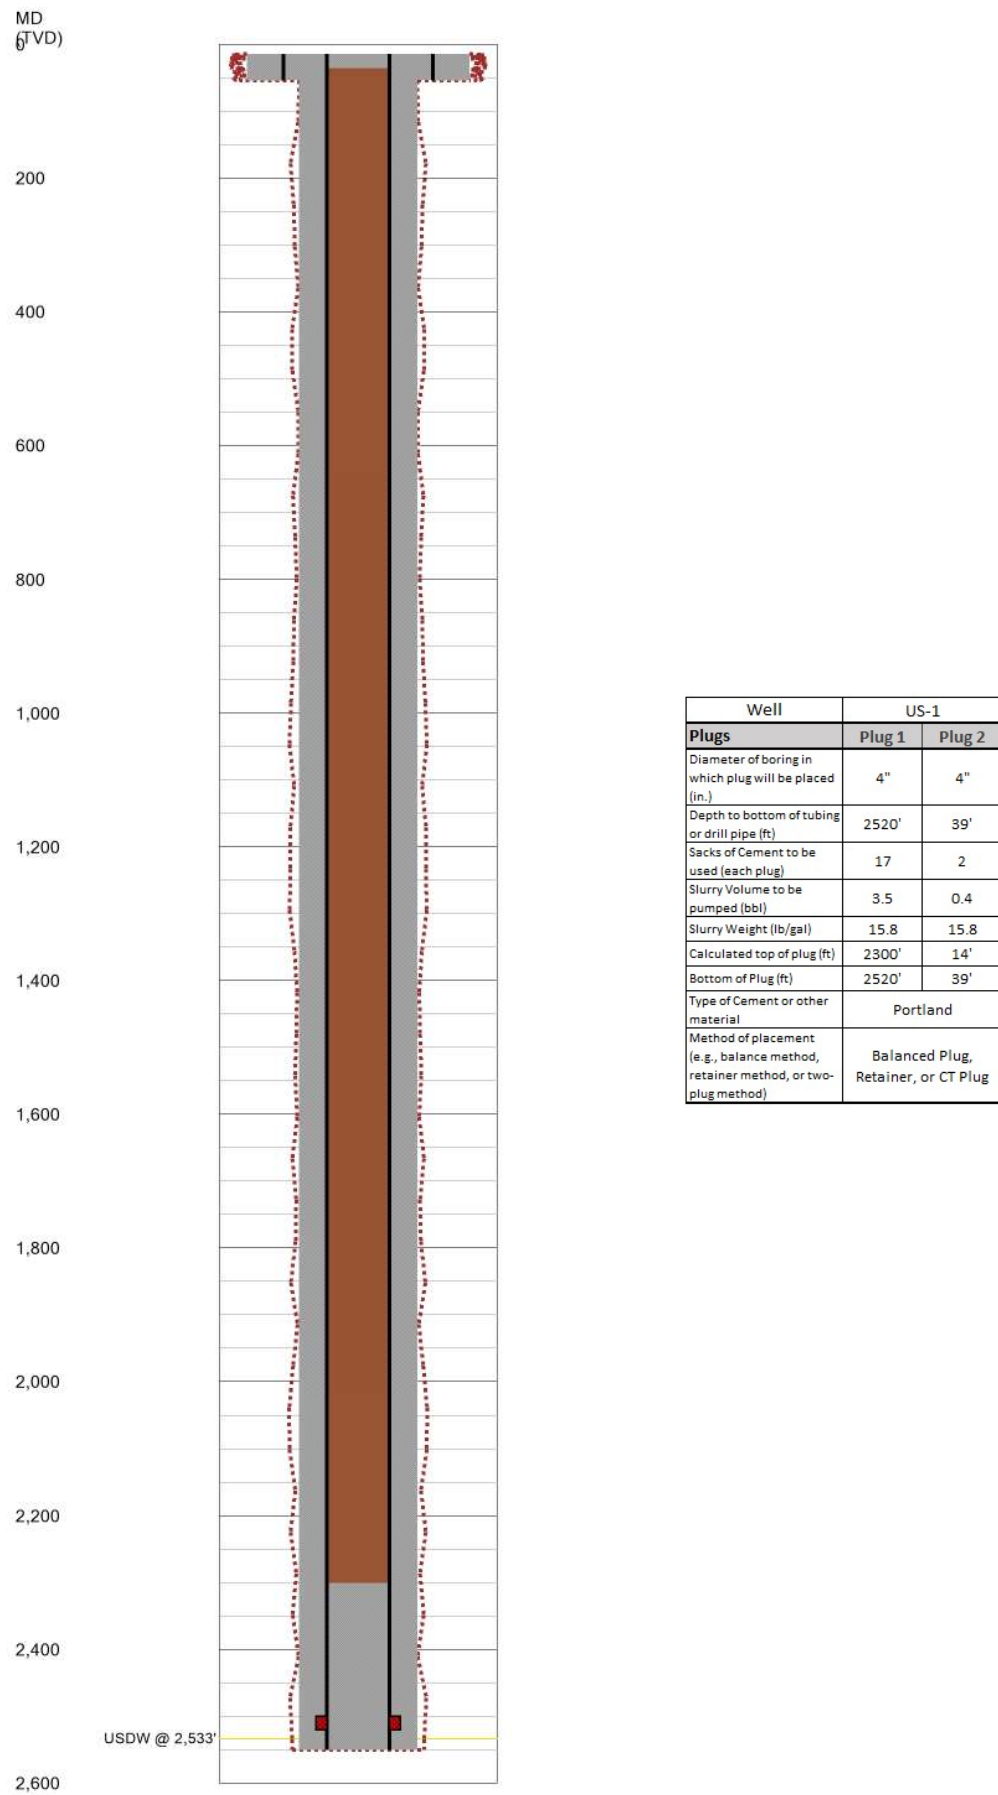 MD
(TVD)
0
200
400
600
800
1,000
1,200
1,400
1,600
1,800
2,000
2,200
2,400
USDW @ 2,533'
2,600
Well US-1
Plugs Plug 1 Plug 2
Diameter of boring in
which plug will be placed 4" 4"
(in.)
Depth to bottom of tubing
or drill pipe (ft) 2520' 39'
Sacks of Cement to be
used (each plug) 17 2
Slurry Volume to be
pumped (bbl) 3.5 0.4
Slurry Weight (lb/gal) 15.8 15.8
Calculated top of plug (ft) 2300' 14'
Bottom of Plug (ft) 2520' 39'
Type of Cement or other
material Portland
Method of placement
(e.g., balance method, Balanced Plug,
retainer method, or two- Retainer, or CT Plug
plug method)